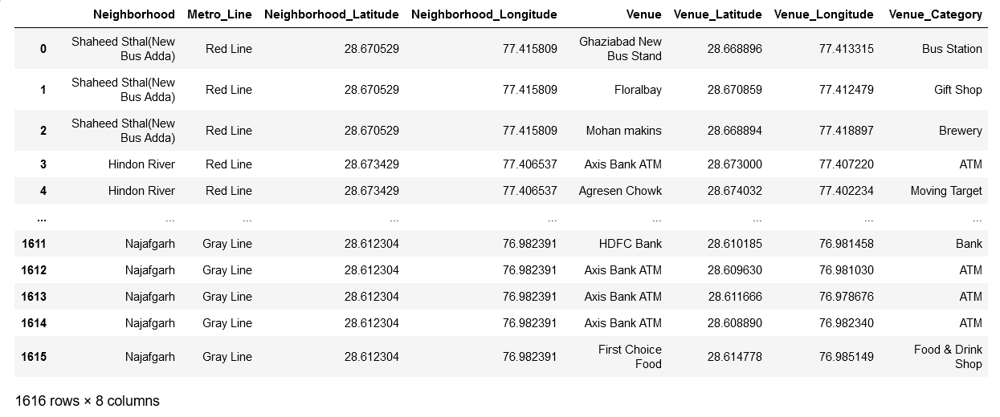 Neighborhood Metro_Line Neighborhood_Latitude Neighborhood_Longitude Venue Venue_Latitude Venue_Longitude Venue_Category
0 Shaheed Sthal(New Bus Adda) Red Line 28.670529 77.415809 Ghaziabad New Bus Stand 28.668896 77.413315 Bus Station
1 Shaheed Sthal(New Bus Adda) Red Line 28.670529 77.415809 Floralbay 28.670859 77.412479 Gift Shop
2 Shaheed Sthal(New Bus Adda) Red Line 28.670529 77.415809 Mohan makins 28.668894 77.418897 Brewery
3 Hindon River Red Line 28.673429 77.406537 Axis Bank ATM 28.673000 77.407220 ATM
4 Hindon River Red Line 28.673429 77.406537 Agresen Chowk 28.674032 77.402234 Moving Target
... ... ... ... ... ... ... ... ...
1611 Najafgarh Gray Line 28.612304 76.982391 HDFC Bank 28.610185 76.981458 Bank
1612 Najafgarh Gray Line 28.612304 76.982391 Axis Bank ATM 28.609630 76.981030 ATM
1613 Najafgarh Gray Line 28.612304 76.982391 Axis Bank ATM 28.611666 76.978676 ATM
1614 Najafgarh Gray Line 28.612304 76.982391 Axis Bank ATM 28.608890 76.982340 ATM
1615 Najafgarh Gray Line 28.612304 76.982391 First Choice Food 28.614778 76.985149 Food & Drink Shop
1616 rows × 8 columns